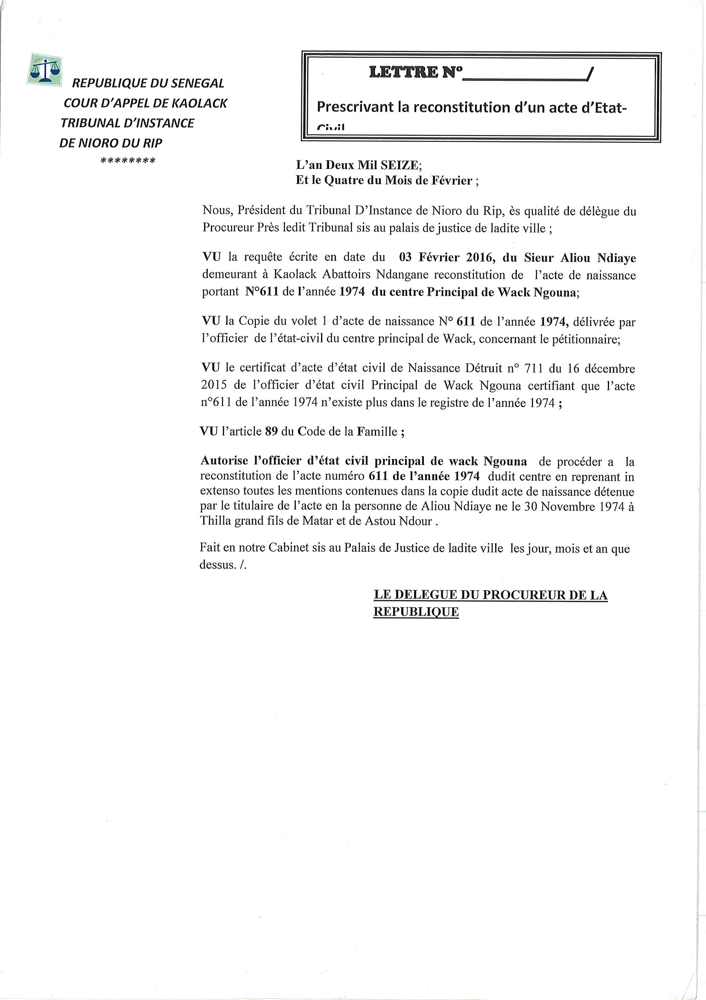 REPUBLIQUE DU SENEGAL
COUR D’APPEL DE KAOLACK
TRIBUNAL D’INSTANCE
DE NIORO DU RIP
********
LETTRE N°_______________/
Prescrivant la reconstitution d’un acte d’Etat-
Civil
L’an Deux Mil SEIZE;
Et le Quatre du Mois de Février ;
Nous, Président du Tribunal D’Instance de Nioro du Rip, ès qualité de délègue du
Procureur Près ledit Tribunal sis au palais de justice de ladite ville ;
VU la requête écrite en date du 03 Février 2016, du Sieur Aliou Ndiaye
demeurant à Kaolack Abattoirs Ndangane reconstitution de l’acte de naissance
portant N°611 de l’année 1974 du centre Principal de Wack Ngouna;
VU la Copie du volet 1 d’acte de naissance N° 611 de l’année 1974, délivrée par
l’officier de l’état-civil du centre principal de Wack, concernant le pétitionnaire;
VU le certificat d’acte d’état civil de Naissance Détruit n° 711 du 16 décembre
2015 de l’officier d’état civil Principal de Wack Ngouna certifiant que l’acte
n°611 de l’année 1974 n’existe plus dans le registre de l’année 1974 ;
VU l’article 89 du Code de la Famille ;
Autorise l’officier d’état civil principal de wack Ngouna de procéder a la
reconstitution de l’acte numéro 611 de l’année 1974 dudit centre en reprenant in
extenso toutes les mentions contenues dans la copie dudit acte de naissance détenue
par le titulaire de l’acte en la personne de Aliou Ndiaye ne le 30 Novembre 1974 à
Thilla grand fils de Matar et de Astou Ndour .
Fait en notre Cabinet sis au Palais de Justice de ladite ville les jour, mois et an que
dessus. /.
LE DELEGUE DU PROCUREUR DE LA
REPUBLIQUE